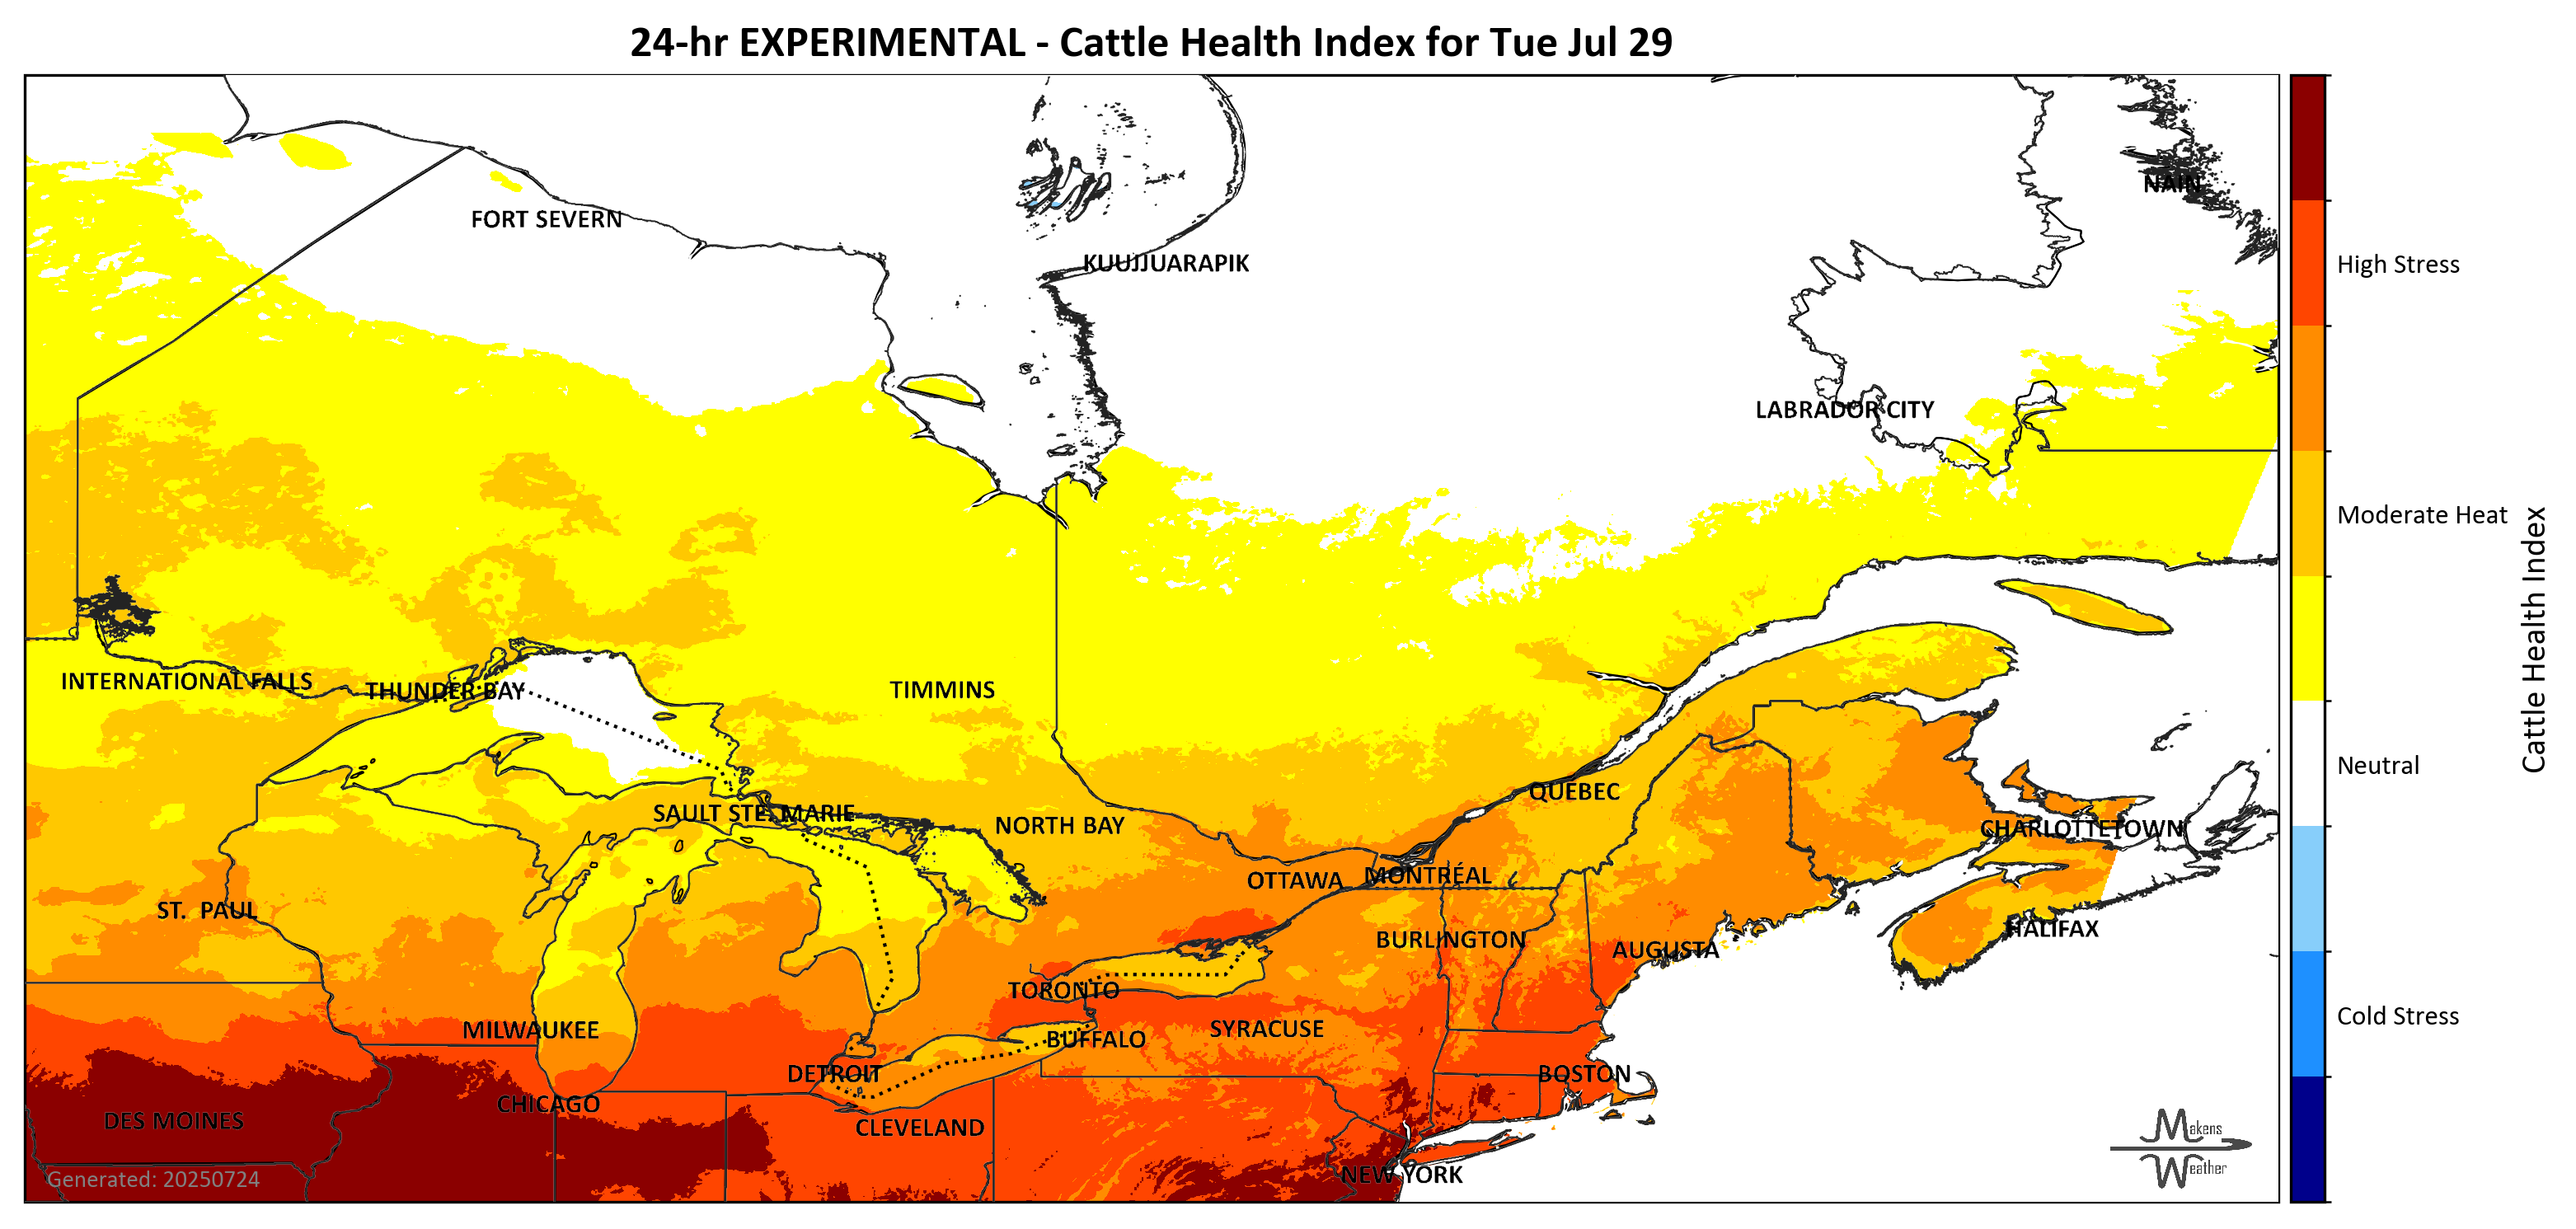 24-hr EXPERIMENTAL - Cattle Health Index for Tue Jul 29
NAIN
FORT SEVERN
KUUJJUARAPIK
High Stress
LABRADOR CITY
Moderate Heat
Cattle Health Index
INTERNATIONAL FALLS
THUNDER BAY
TIMMINS
Neutral
QUEBEC
SAULT STE. MARIE
NORTH BAY
CHARLOTTETOWN
OTTAWA
MONTRÉAL
ST. PAUL
HALIFAX
BURLINGTON
AUGUSTA
TORONTO
Cold Stress
MILWAUKEE
SYRACUSE
BUFFALO
DETROIT
BOSTON
CHICAGO
DES MOINES
CLEVELAND
Makens
Weather
NEW YORK
Generated: 20250724